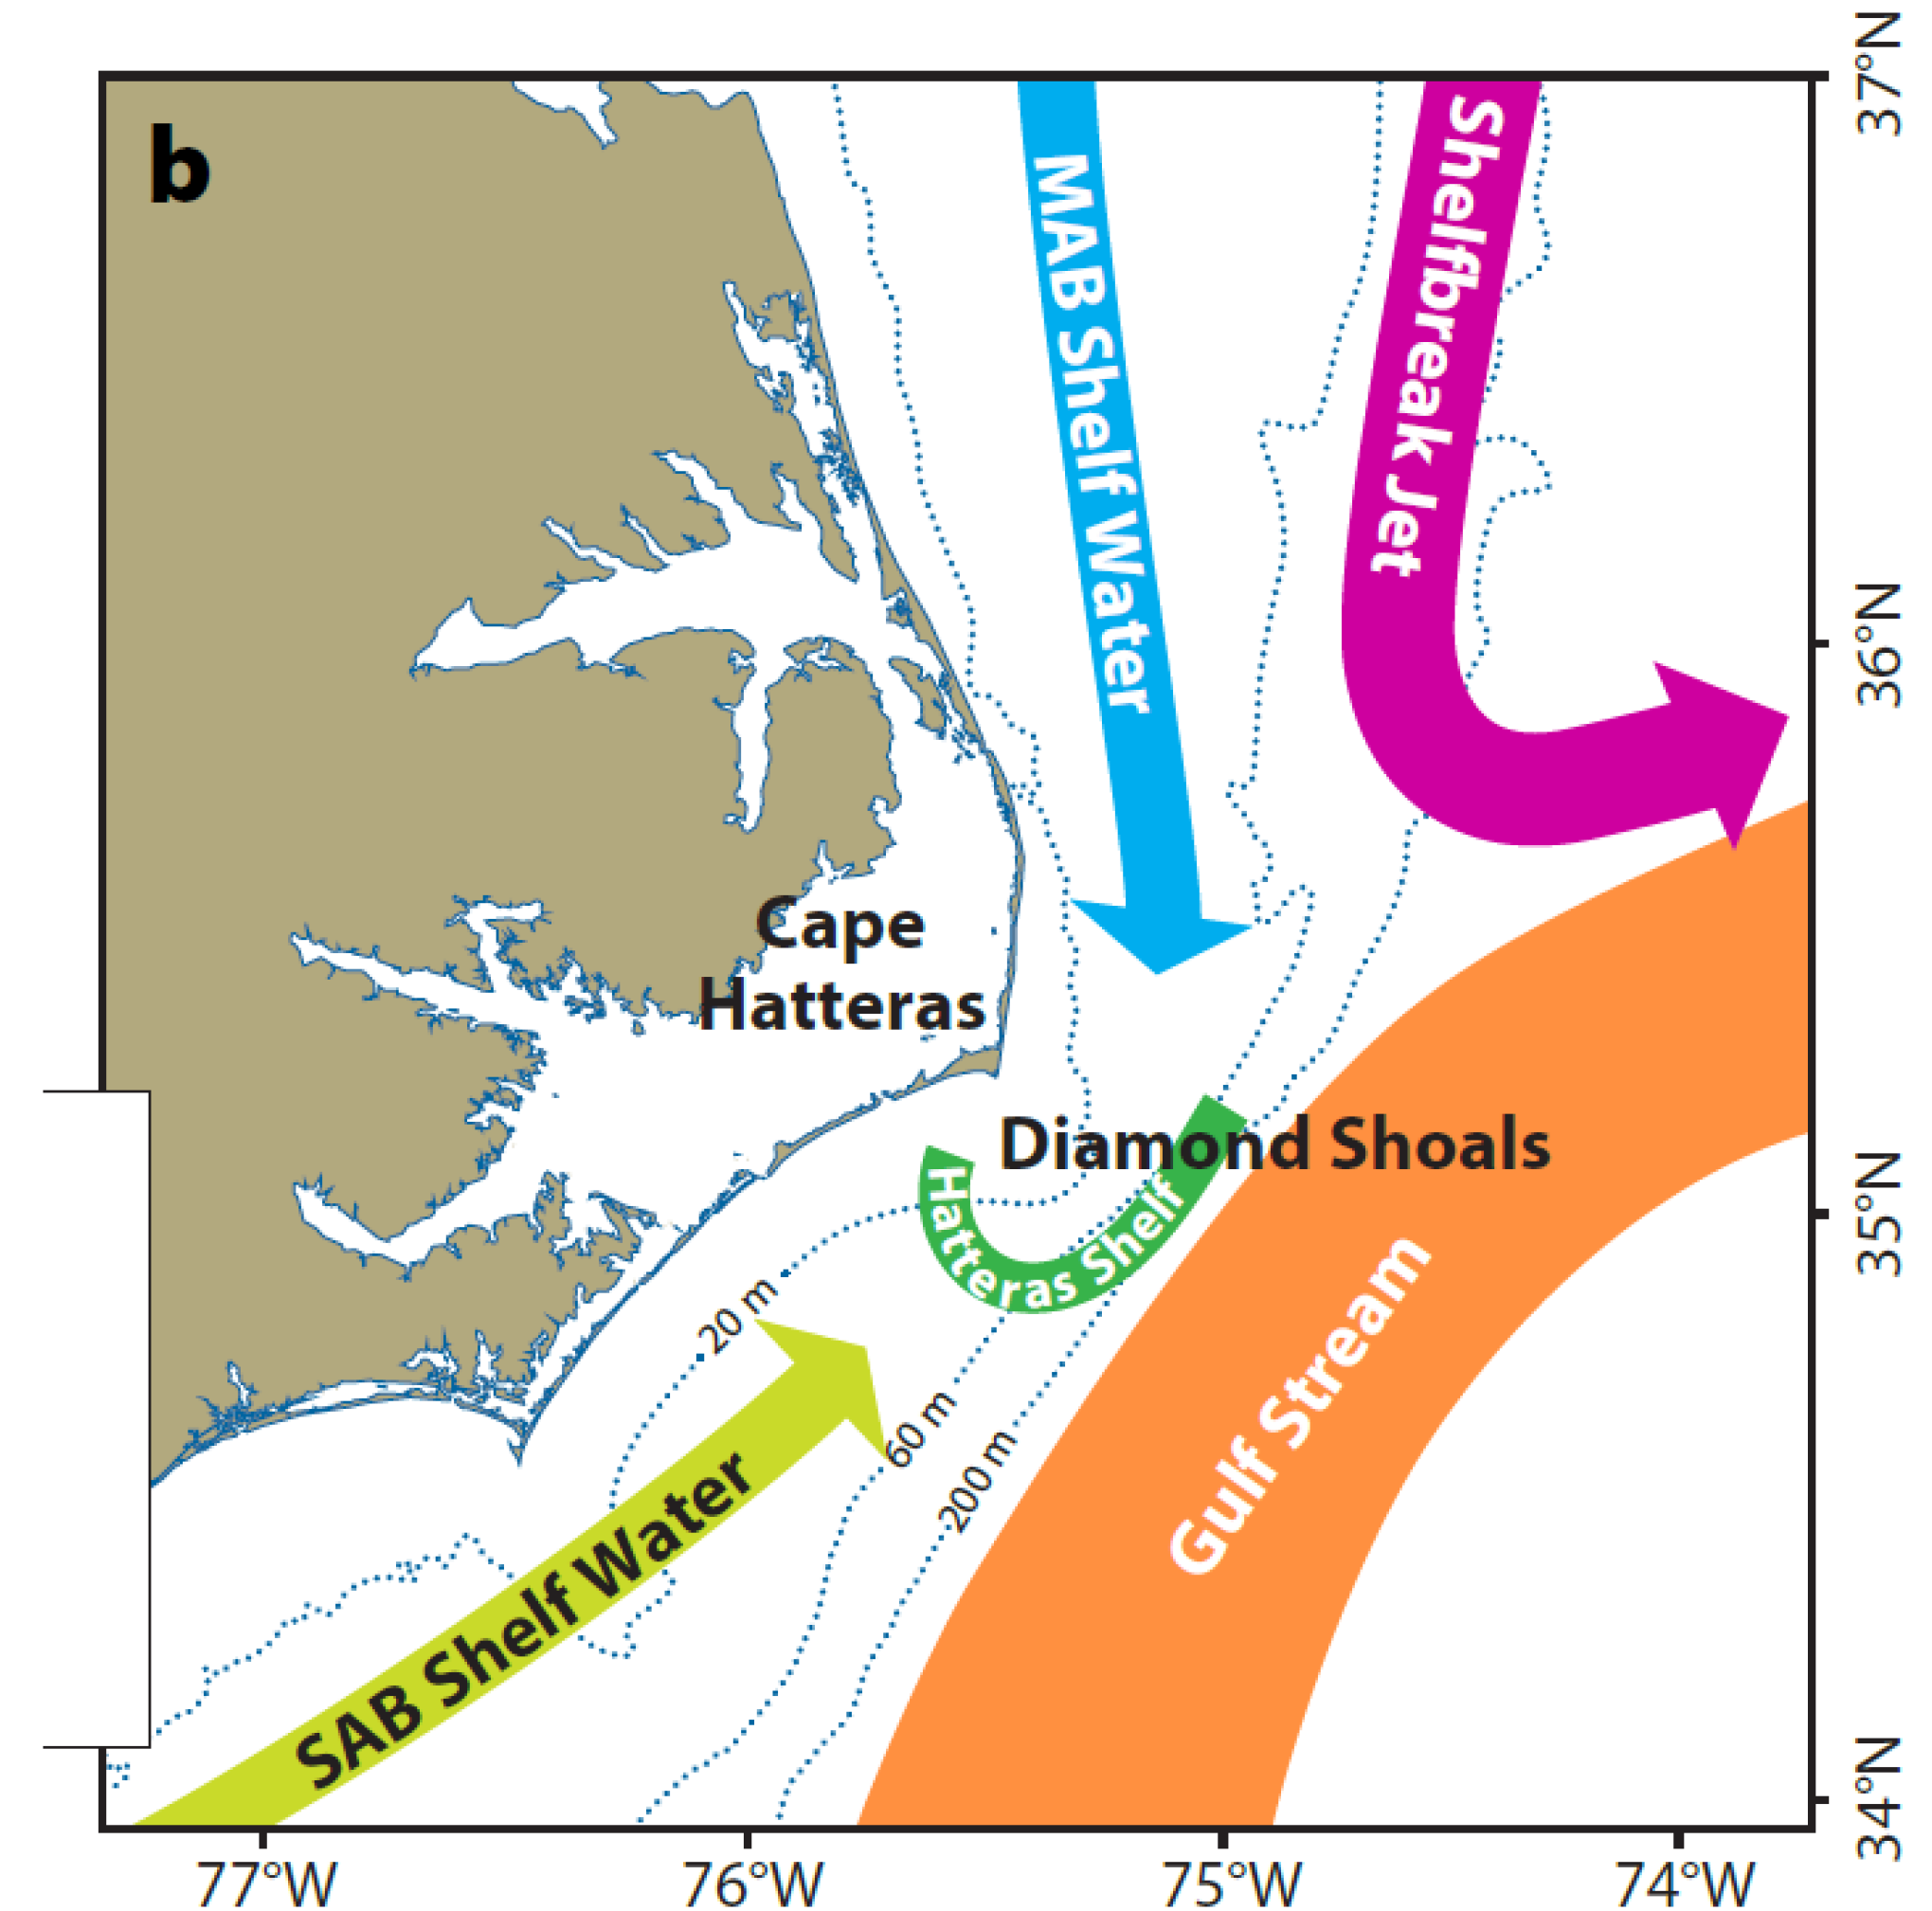 b
MAB Shelf Water
Shelfbreak Jet
Cape
Hatteras
Diamond Shoals
Hatteras Shelf
Gulf Stream
SAB Shelf Water
20 m
60 m
200 m
37°N
36°N
35°N
34°N
77°W
76°W
75°W
74°W